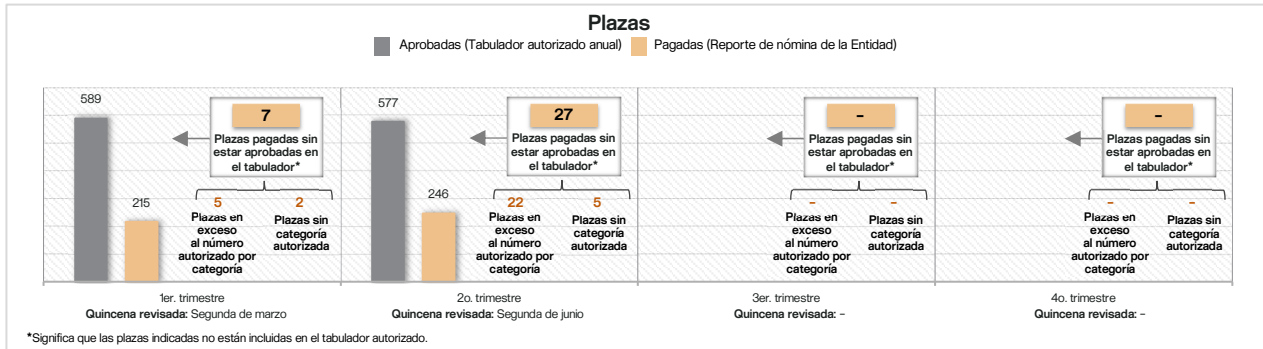 Plazas
Aprobadas (Tabulador autorizado anual)
Pagadas (Reporte de nómina de la Entidad)
589
215
7
Plazas pagadas sin
estar aprobadas en
el tabulador*
5
Plazas en
exceso
al número
autorizado por
categoría
2
Plazas sin
categoría
autorizada
1er. trimestre
Quincena revisada: Segunda de marzo
577
246
27
Plazas pagadas sin
estar aprobadas en
el tabulador*
22
Plazas en
exceso
al número
autorizado por
categoría
5
Plazas sin
categoría
autorizada
2o. trimestre
Quincena revisada: Segunda de junio
–
Plazas pagadas sin
estar aprobadas en
el tabulador*
–
Plazas en
exceso
al número
autorizado por
categoría
–
Plazas sin
categoría
autorizada
3er. trimestre
Quincena revisada: –
–
Plazas pagadas sin
estar aprobadas en
el tabulador*
–
Plazas en
exceso
al número
autorizado por
categoría
–
Plazas sin
categoría
autorizada
4o. trimestre
Quincena revisada: –
*Significa que las plazas indicadas no están incluidas en el tabulador autorizado.